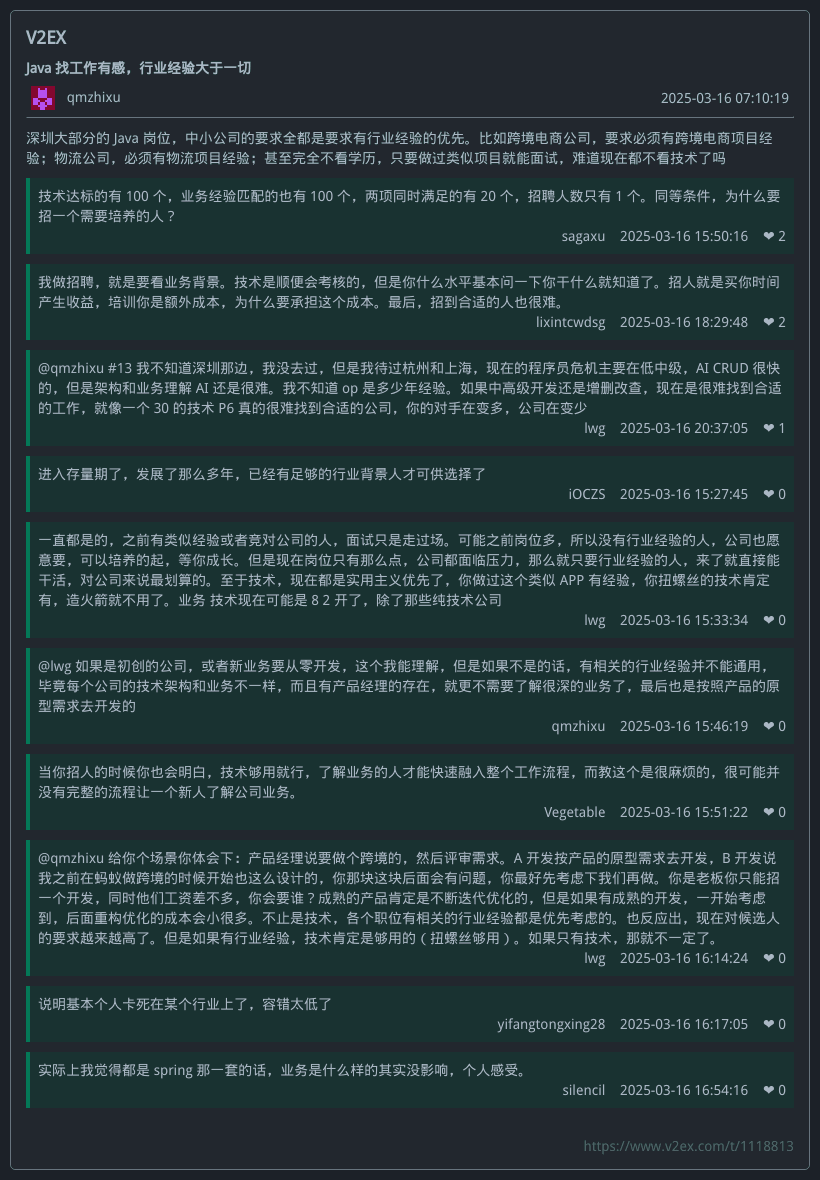 V2EX
Java 找工作有感，行业经验大于一切
qmzhixu 2025-03-16 07:10:19
深圳大部分的 Java 岗位，中小公司的要求全都是要求有行业经验的优先。比如跨境电商公司，要求必须有跨境电商项目经
验；物流公司，必须有物流项目经验；甚至完全不看学历，只要做过类似项目就能面试，难道现在都不看技术了吗
技术达标的有 100 个，业务经验匹配的也有 100 个，两项同时满足的有 20 个，招聘人数只有 1 个。同等条件，为什么要
招一个需要培养的人？
sagaxu 2025-03-16 15:50:16 ❤ 2
我做招聘，就是要看业务背景。技术是顺便会考核的，但是你什么水平基本问一下你干什么就知道了。招人就是买你时间
产生收益，培训你是额外成本，为什么要承担这个成本。最后，招到合适的人也很难。
lixintcwdsg 2025-03-16 18:29:48 ❤ 2
@qmzhixu #13 我不知道深圳那边，我没去过，但是我待过杭州和上海，现在的程序员危机主要在低中级，AI CRUD 很快
的，但是架构和业务理解 AI 还是很难。我不知道 op 是多少年经验。如果中高级开发还是增删改查，现在是很难找到合适
的工作，就像一个 30 的技术 P6 真的很难找到合适的公司，你的对手在变多，公司在变少
lwg 2025-03-16 20:37:05 ❤ 1
进入存量期了，发展了那么多年，已经有足够的行业背景人才可供选择了
iOCZS 2025-03-16 15:27:45 ❤ 0
一直都是的，之前有类似经验或者竞对公司的人，面试只是走过场。可能之前岗位多，所以没有行业经验的人，公司也愿
意要，可以培养的起，等你成长。但是现在岗位只有那么点，公司都面临压力，那么就只要行业经验的人，来了就直接能
干活，对公司来说最划算的。至于技术，现在都是实用主义优先了，你做过这个类似 APP 有经验，你扭螺丝的技术肯定
有，造火箭就不用了。业务 技术现在可能是 8 2 开了，除了那些纯技术公司
lwg 2025-03-16 15:33:34 ❤ 0
@lwg 如果是初创的公司，或者新业务要从零开发，这个我能理解，但是如果不是的话，有相关的行业经验并不能通用，
毕竟每个公司的技术架构和业务不一样，而且有产品经理的存在，就更不需要了解很深的业务了，最后也是按照产品的原
型需求去开发的
qmzhixu 2025-03-16 15:46:19 ❤ 0
当你招人的时候你也会明白，技术够用就行，了解业务的人才能快速融入整个工作流程，而教这个是很麻烦的，很可能并
没有完整的流程让一个新人了解公司业务。
Vegetable 2025-03-16 15:51:22 ❤ 0
@qmzhixu 给你个场景你体会下：产品经理说要做个跨境的，然后评审需求。A 开发按产品的原型需求去开发，B 开发说
我之前在蚂蚁做跨境的时候开始也这么设计的，你那块这块后面会有问题，你最好先考虑下我们再做。你是老板你只能招
一个开发，同时他们工资差不多，你会要谁？成熟的产品肯定是不断迭代优化的，但是如果有成熟的开发，一开始考虑
到，后面重构优化的成本会小很多。不止是技术，各个职位有相关的行业经验都是优先考虑的。也反应出，现在对候选人
的要求越来越高了。但是如果有行业经验，技术肯定是够用的（扭螺丝够用）。如果只有技术，那就不一定了。
lwg 2025-03-16 16:14:24 ❤ 0
说明基本个人卡死在某个行业上了，容错太低了
yifangtongxing28 2025-03-16 16:17:05 ❤ 0
实际上我觉得都是 spring 那一套的话，业务是什么样的其实没影响，个人感受。
silencil 2025-03-16 16:54:16 ❤ 0
https://www.v2ex.com/t/1118813